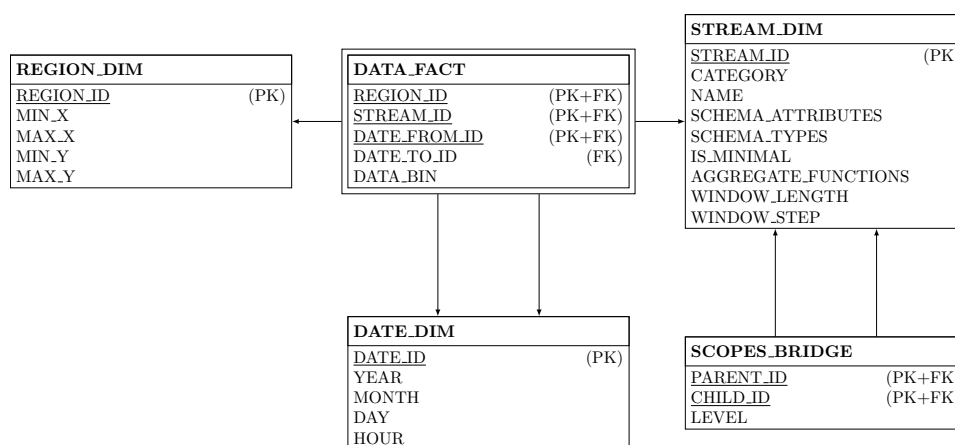 REGION_DIM
REGION_ID (PK)
MIN_X
MAX_X
MIN_Y
MAX_Y
DATA_FACT
REGION_ID (PK+FK)
STREAM_ID (PK+FK)
DATE_FROM_ID (PK+FK)
DATE_TO_ID (FK)
DATA_BIN
STREAM_DIM
STREAM_ID (PK
CATEGORY
NAME
SCHEMA_ATTRIBUTES
SCHEMA_TYPES
IS_MINIMAL
AGGREGATE_FUNCTIONS
WINDOW_LENGTH
WINDOW_STEP
DATE_DIM
DATE_ID (PK)
YEAR
MONTH
DAY
HOUR
SCOPES_BRIDGE
PARENT_ID (PK+FK
CHILD_ID (PK+FK
LEVEL